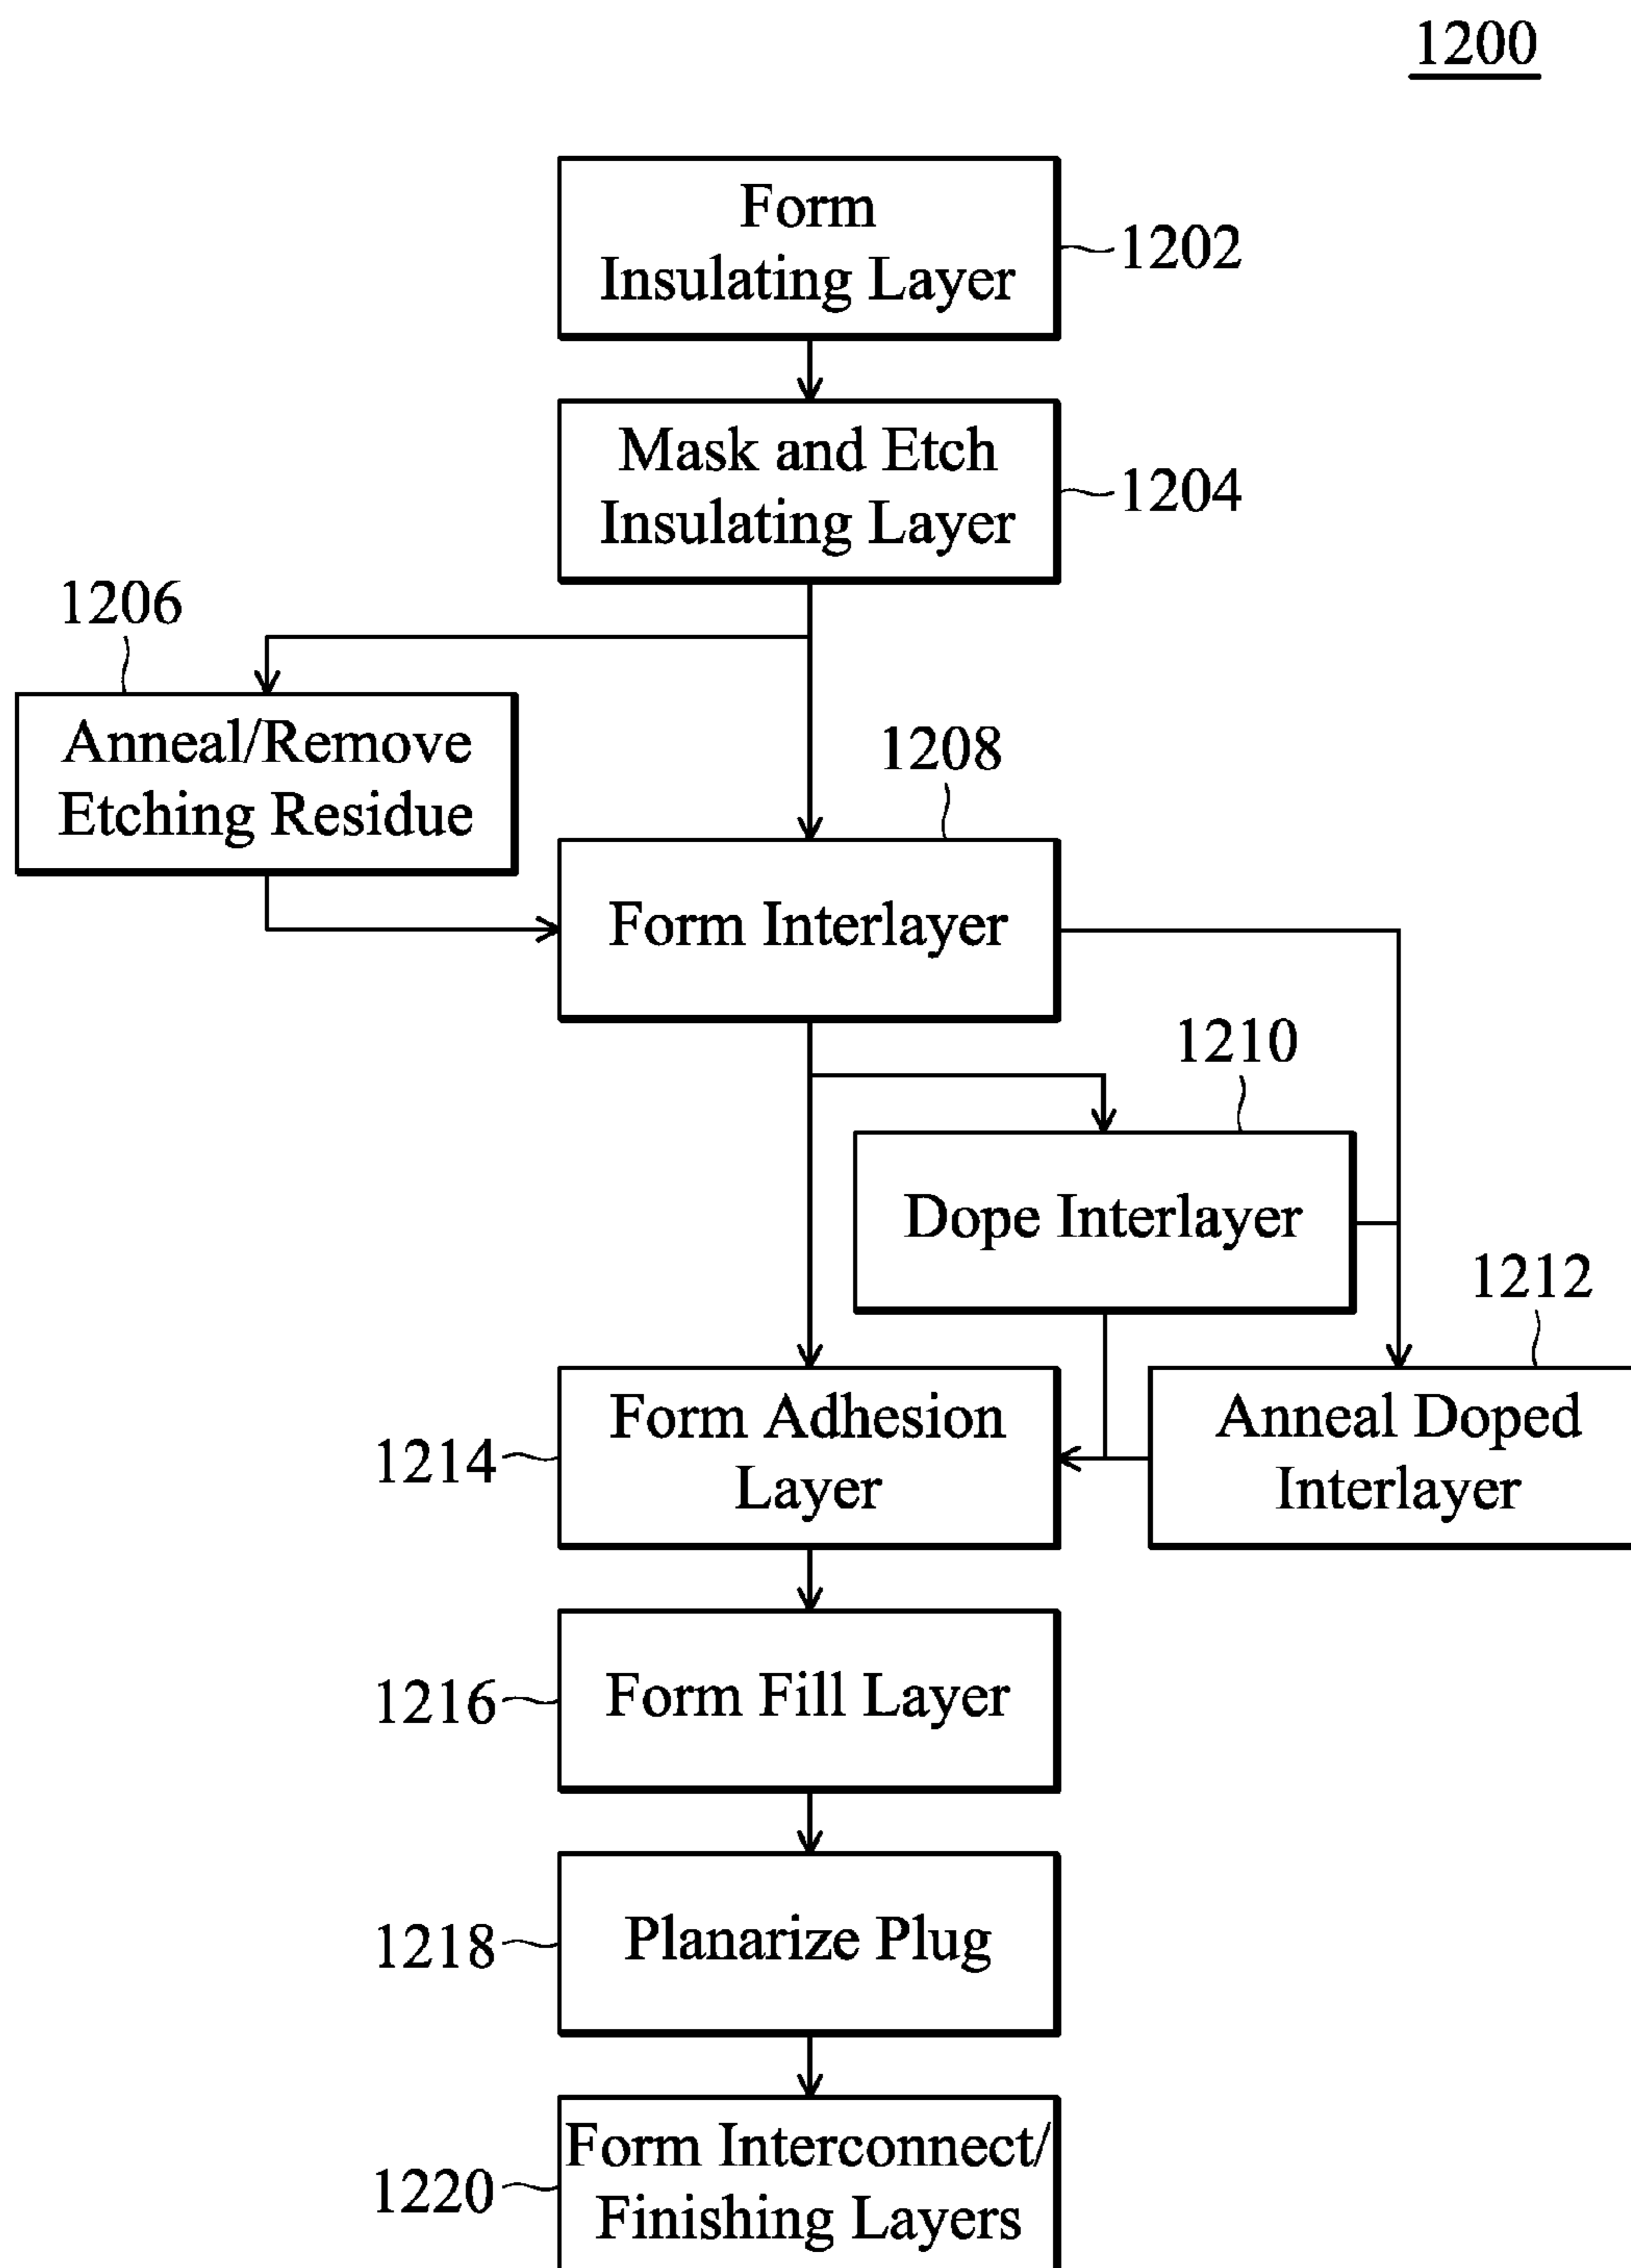 1200
Form
Insulating Layer
1202
Mask and Etch
Insulating Layer
1204
1206
Anneal/Remove
Etching Residue
1208
Form Interlayer
1210
Dope Interlayer
1212
Anneal Doped
Interlayer
Form Adhesion
Layer
1214
Form Fill Layer
1216
Planarize Plug
1218
Form Interconnect/
Finishing Layers
1220